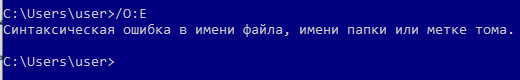 C:\Users\user>/O:E
Синтаксическая ошибка в имени файла, имени папки или метке тома.
C:\Users\user>